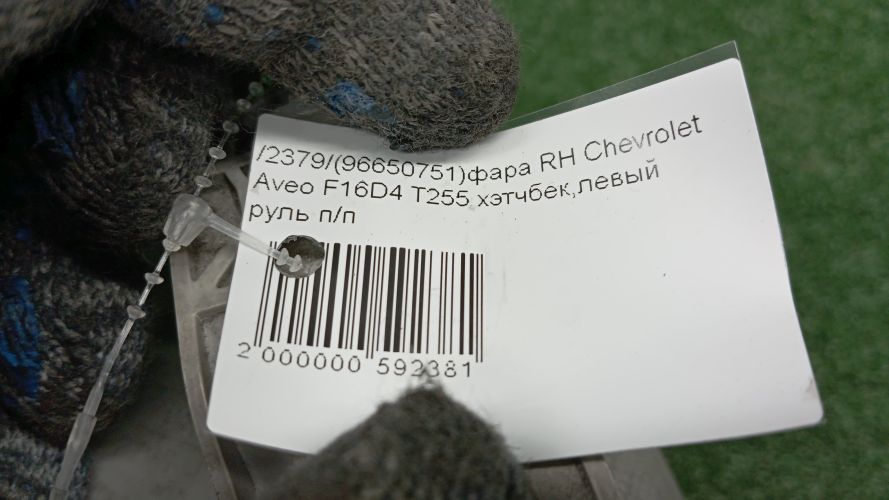 /2379/(96650751)фара RH Chevrolet
Aveo F16D4 T255 хэтчбек,левый
руль п/п
2 000000 592381